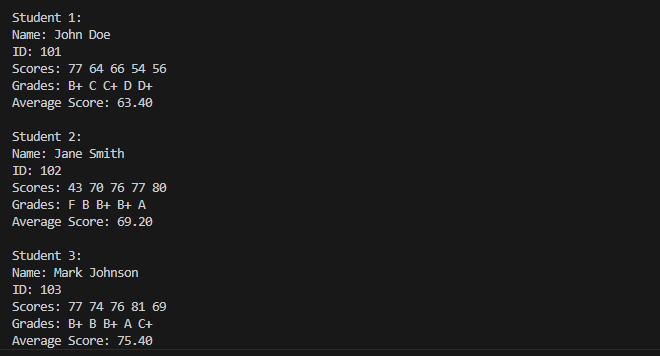 Student 1:
Name: John Doe
ID: 101
Scores: 77 64 66 54 56
Grades: B+ C C+ D D+
Average Score: 63.40
Student 2:
Name: Jane Smith
ID: 102
Scores: 43 70 76 77 80
Grades: F B B+ B+ A
Average Score: 69.20
Student 3:
Name: Mark Johnson
ID: 103
Scores: 77 74 76 81 69
Grades: B+ B B+ A C+
Average Score: 75.40